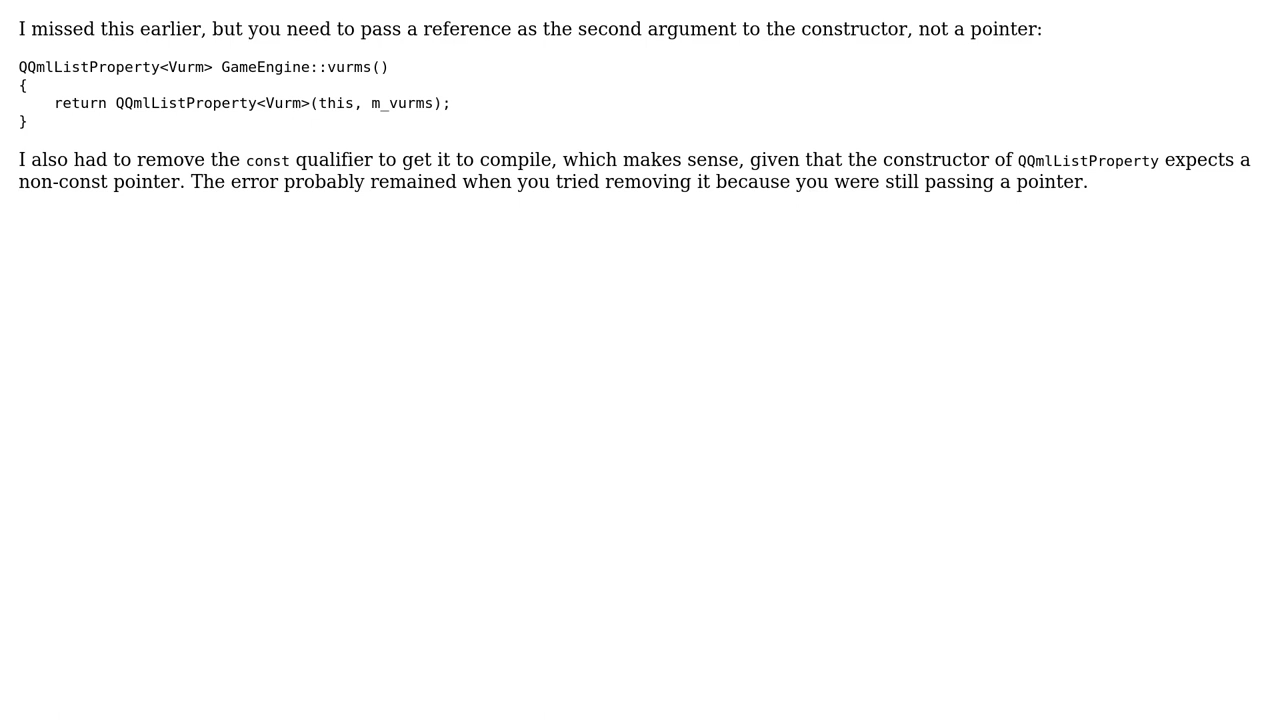 I missed this earlier, but you need to pass a reference as the second argument to the constructor, not a pointer:
QQmlListProperty<Vurm> GameEngine::vurms()
{
    return QQmlListProperty<Vurm>(this, m_vurms);
}
I also had to remove the const qualifier to get it to compile, which makes sense, given that the constructor of QQmlListProperty expects a
non-const pointer. The error probably remained when you tried removing it because you were still passing a pointer.